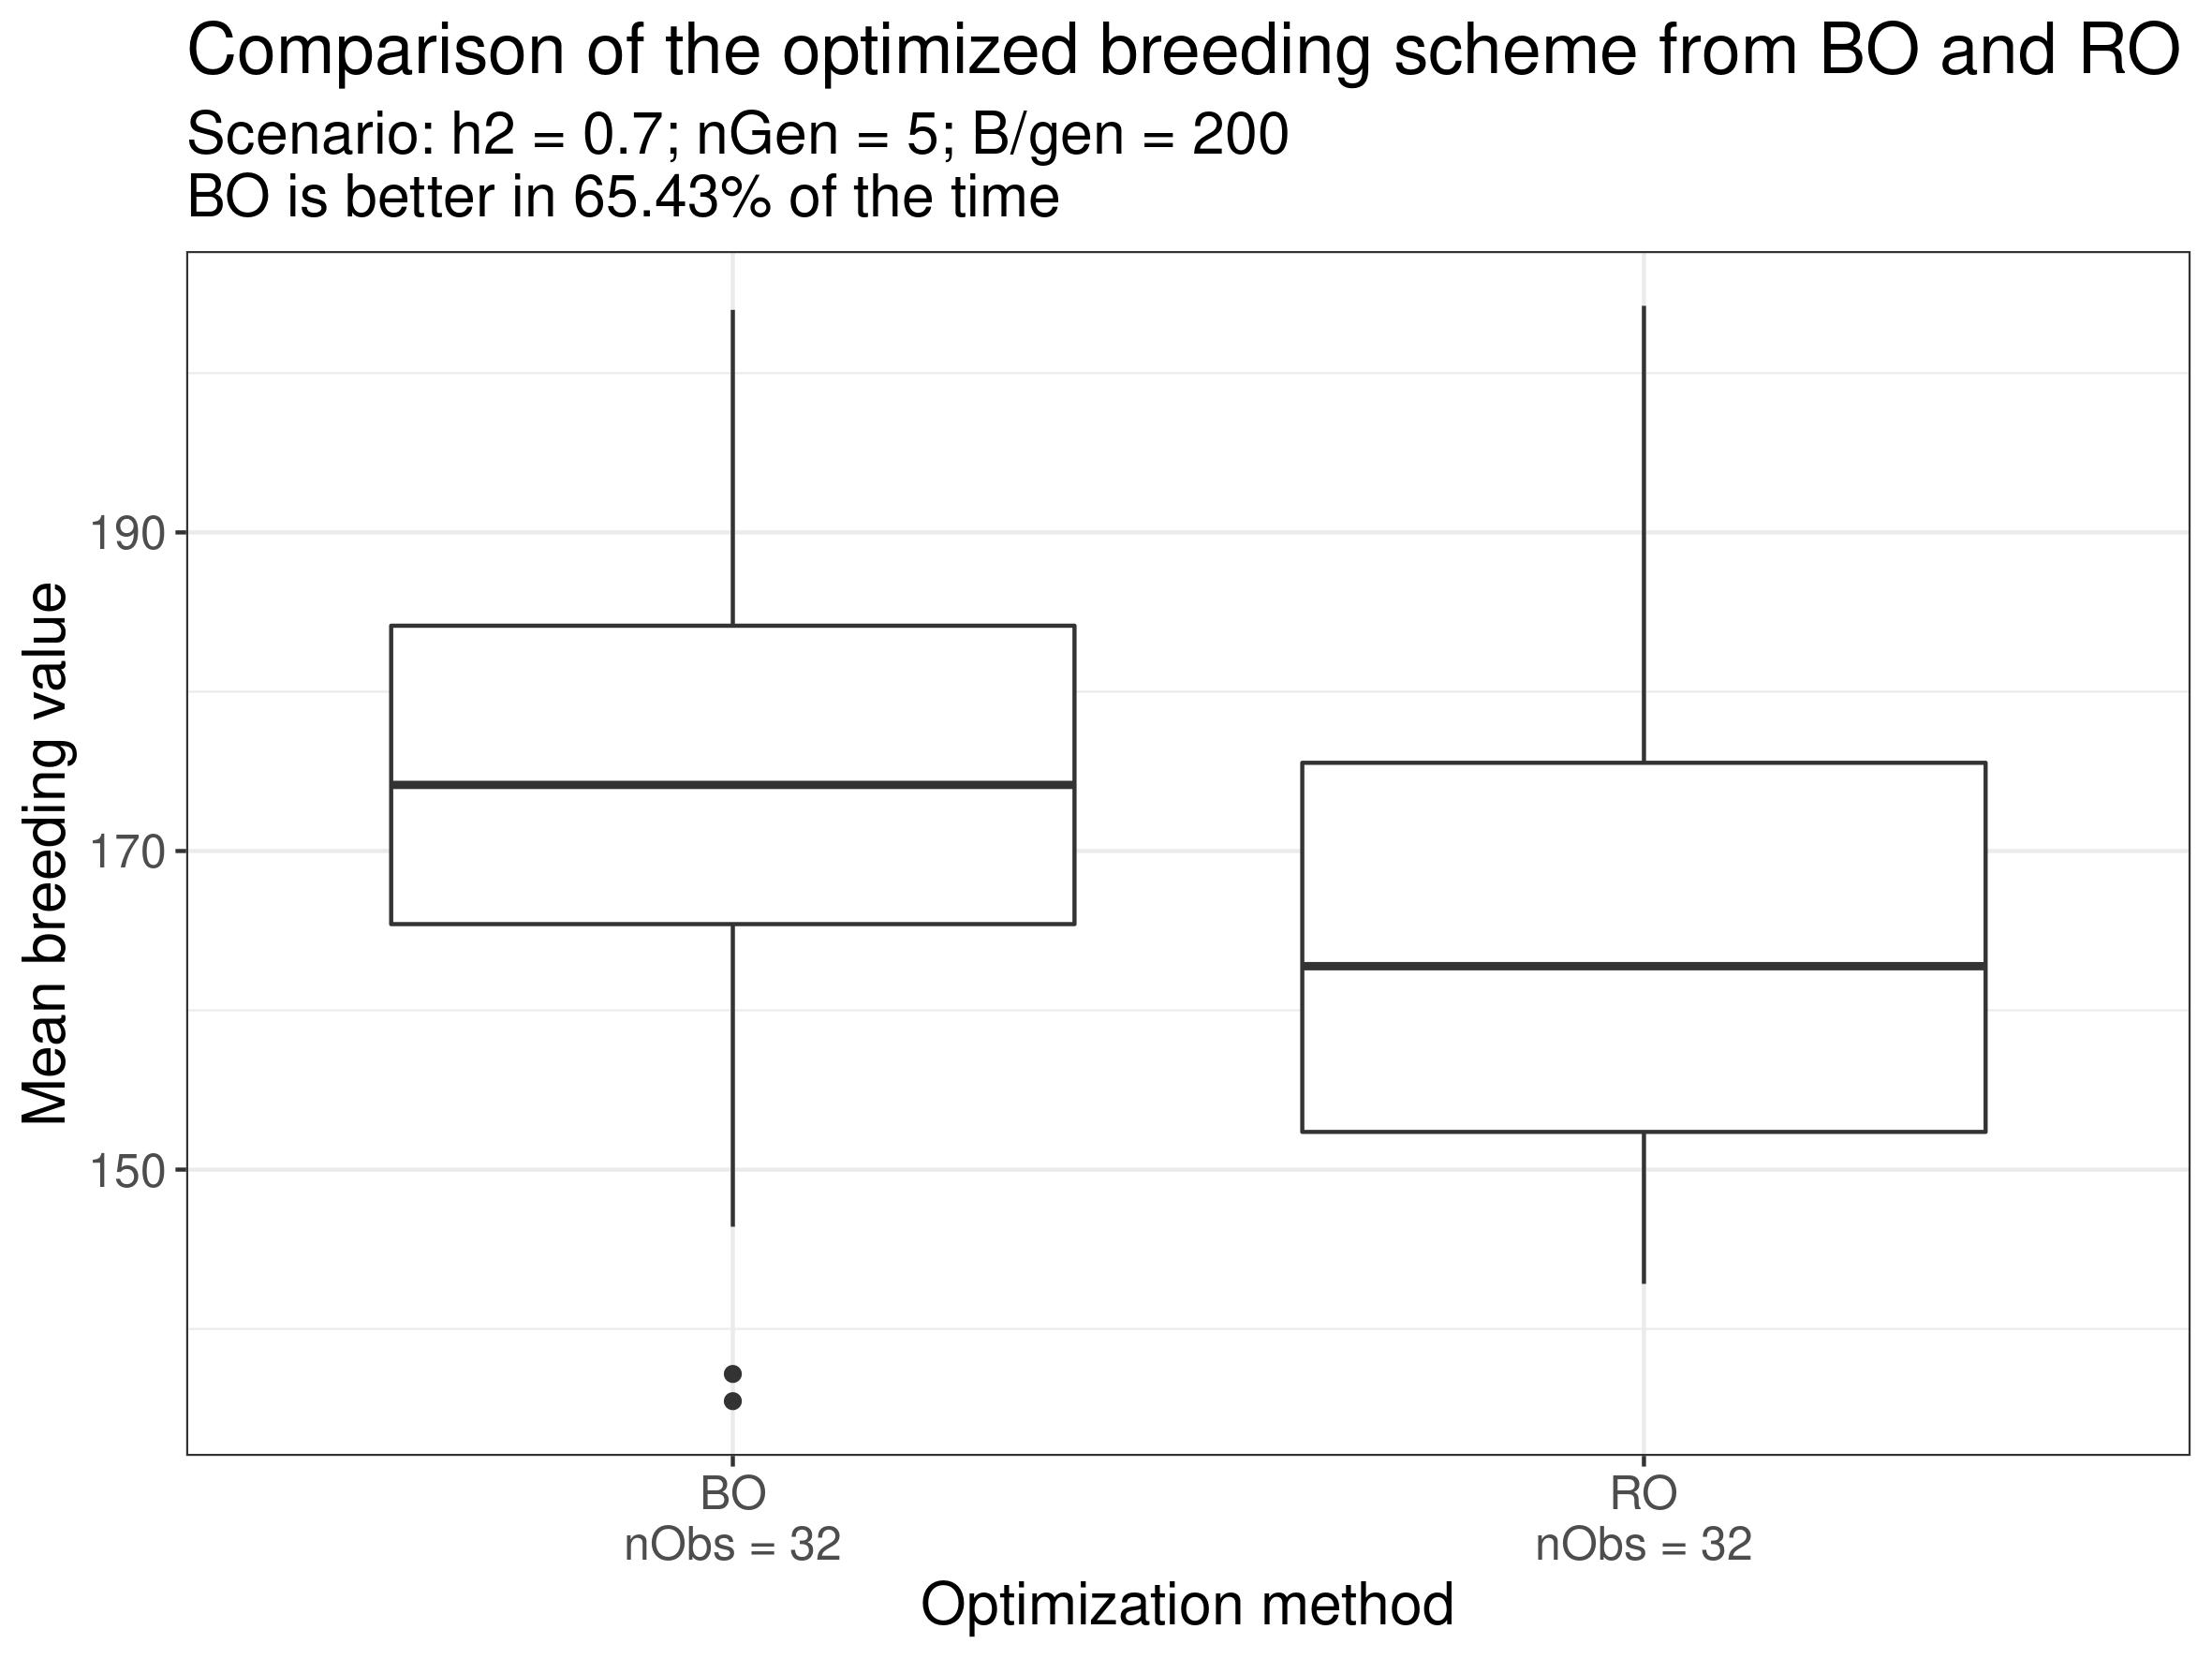 Comparison of the optimized breeding scheme from BO and RO
Scenario: h2 = 0.7; nGen = 5; B/gen = 200
BO is better in 65.43% of the time
Mean breeding value
190
170
150
BO
nObs = 32
RO
nObs = 32
Optimization method